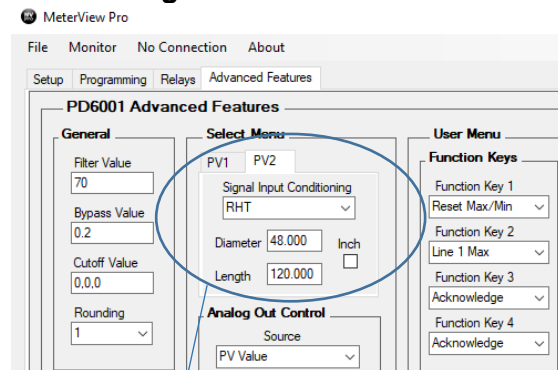 MeterView Pro
File Monitor No Connection About
Setup Programming Relays Advanced Features
PD6001 Advanced Features
General
Filter Value
70
Bypass Value
0.2
Cutoff Value
0,0,0
Rounding
1
Select Menu
PV1 PV2
Signal Input Conditioning
RHT
Diameter 48.000 Inch
Length 120.000
Analog Out Control
Source
PV Value
User Menu
Function Keys
Function Key 1
Reset Max/Min
Function Key 2
Line 1 Max
Function Key 3
Acknowledge
Function Key 4
Acknowledge